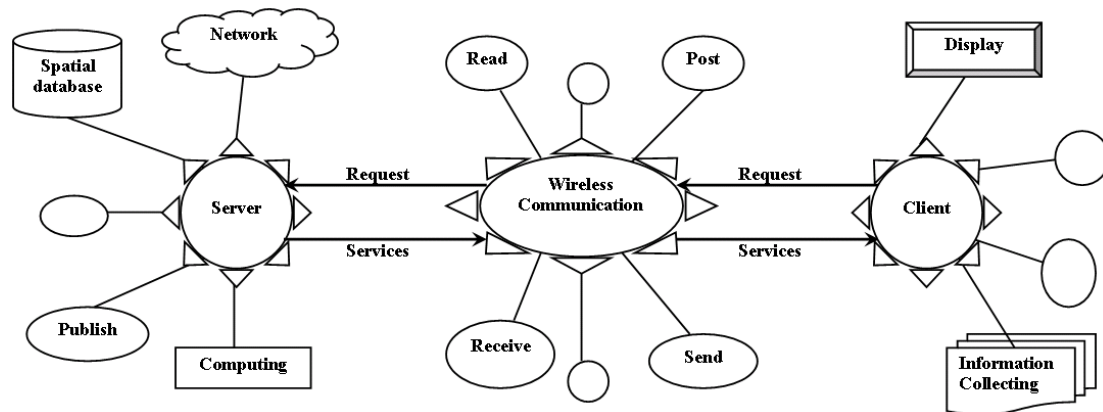 Network
Spatial
database
Read
Post
Display
Request
Request
Server
Wireless
Communication
Client
Services
Services
Publish
Computing
Receive
Send
Information
Collecting